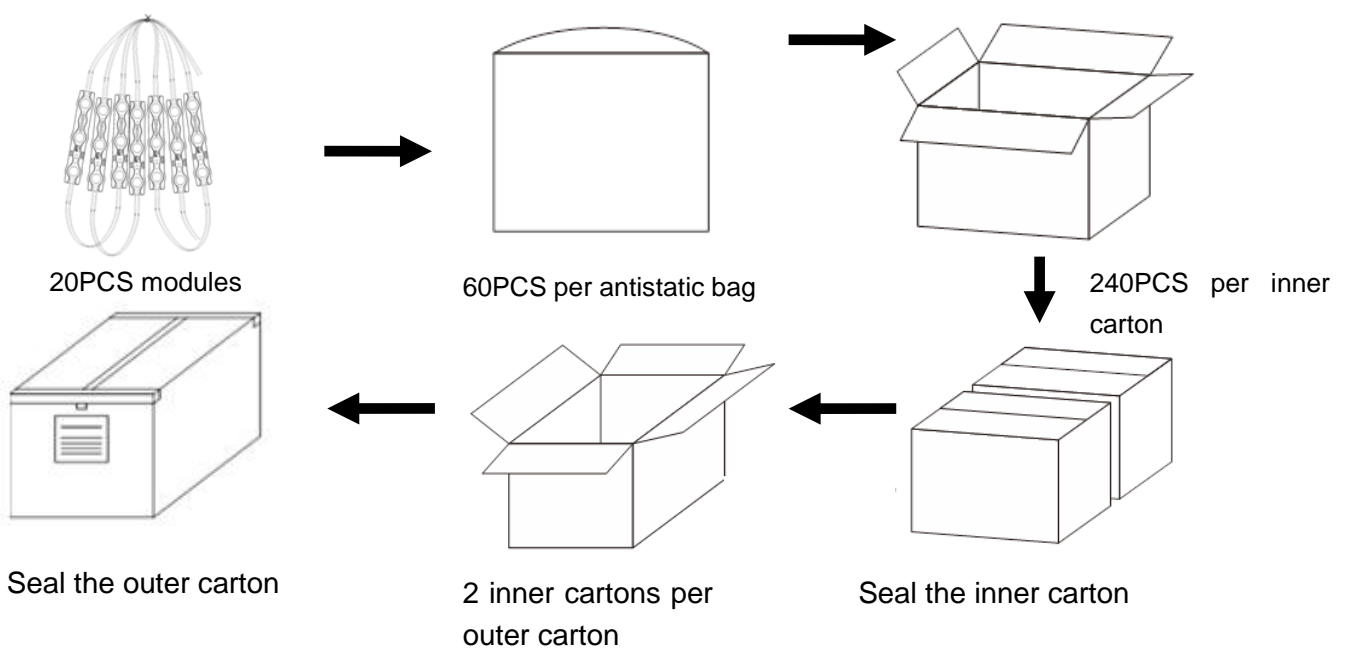 20PCS modules
60PCS per antistatic bag
240PCS per inner
carton
Seal the outer carton
2 inner cartons per
outer carton
Seal the inner carton